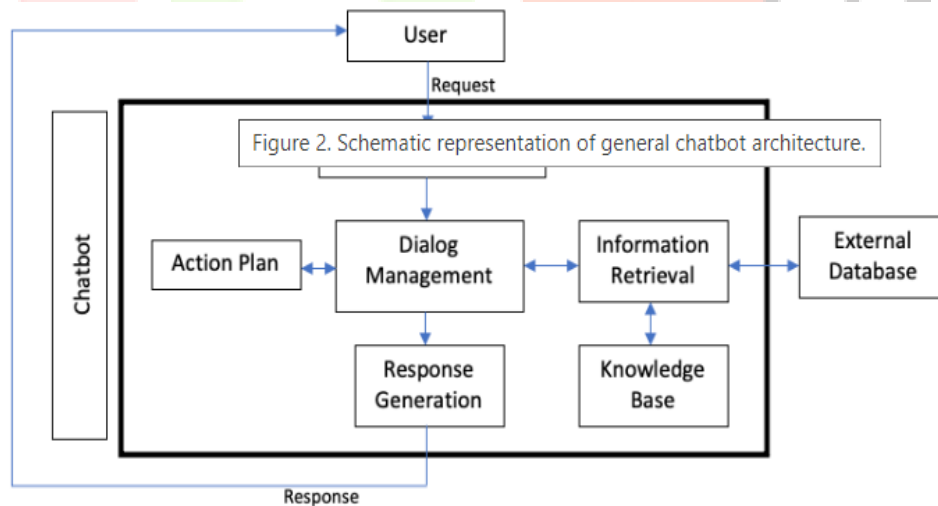 User
Request
Figure 2. Schematic representation of general chatbot architecture.
Chatbot
Action Plan
Dialog
Management
Information
Retrieval
External
Database
Response
Generation
Knowledge
Base
Response